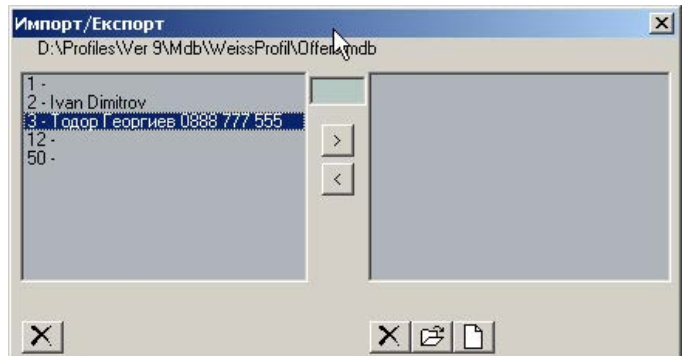 Импорт/Експорт
D:\Profiles\Ver 9\Mdb\WeissProfil\Offers.mdb
1 -
2 - Ivan Dimitrov
3 - Тодор Георгиев 0888 777 555
12 -
50 -
>
<